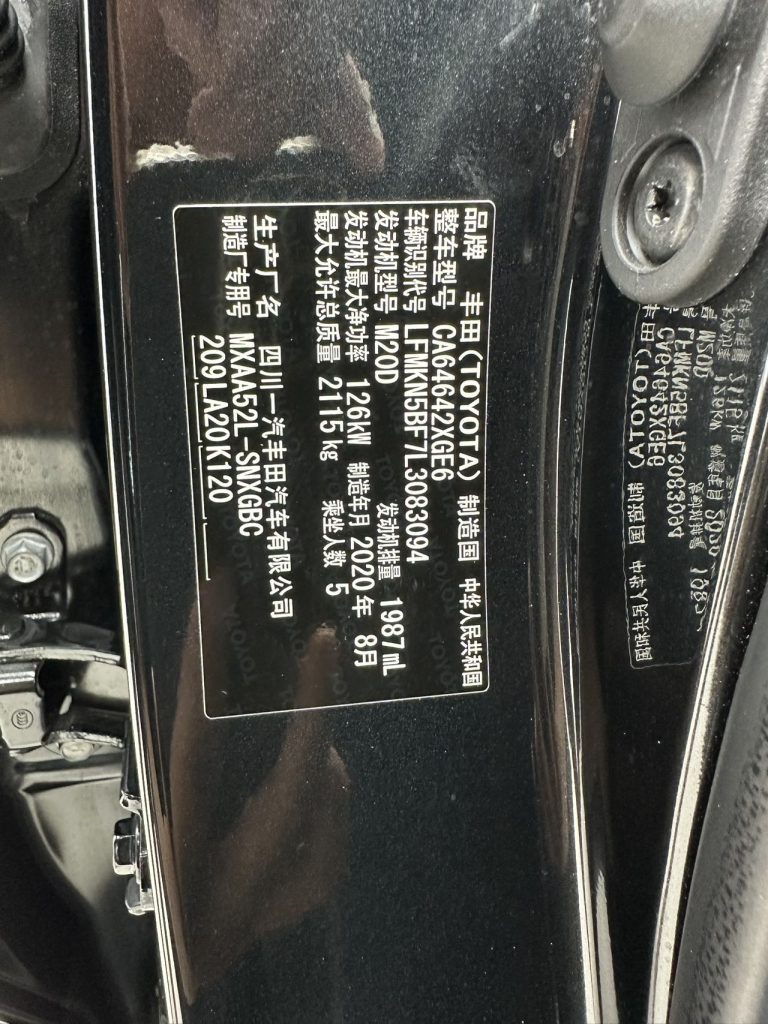 品牌 丰田(TOYOTA) 制造国 中华人民共和国
整车型号 CA64642XGE6
车辆识别代号 LFMKN5BF7L3083094
发动机型号 M20D 发动机排量 1987mL
发动机最大净功率 126kW 制造年月 2020年 8月
最大允许总质量 2115kg 乘坐人数 5
生产厂名 四川一汽丰田汽车有限公司
制造厂专用号 MXAA52L-SNXGBC
209LA20K120